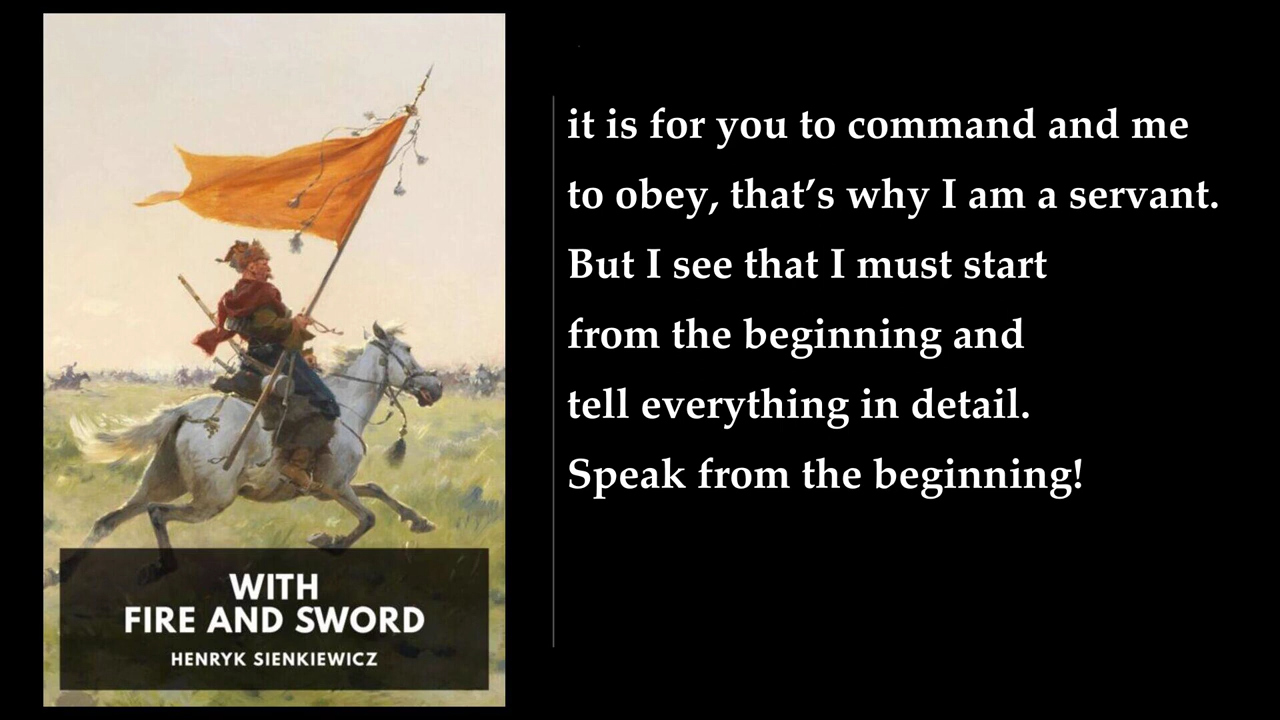 it is for you to command and me
to obey, that’s why I am a servant.
But I see that I must start
from the beginning and
tell everything in detail.
Speak from the beginning!
WITH
FIRE AND SWORD
HENRYK SIENKIEWICZ